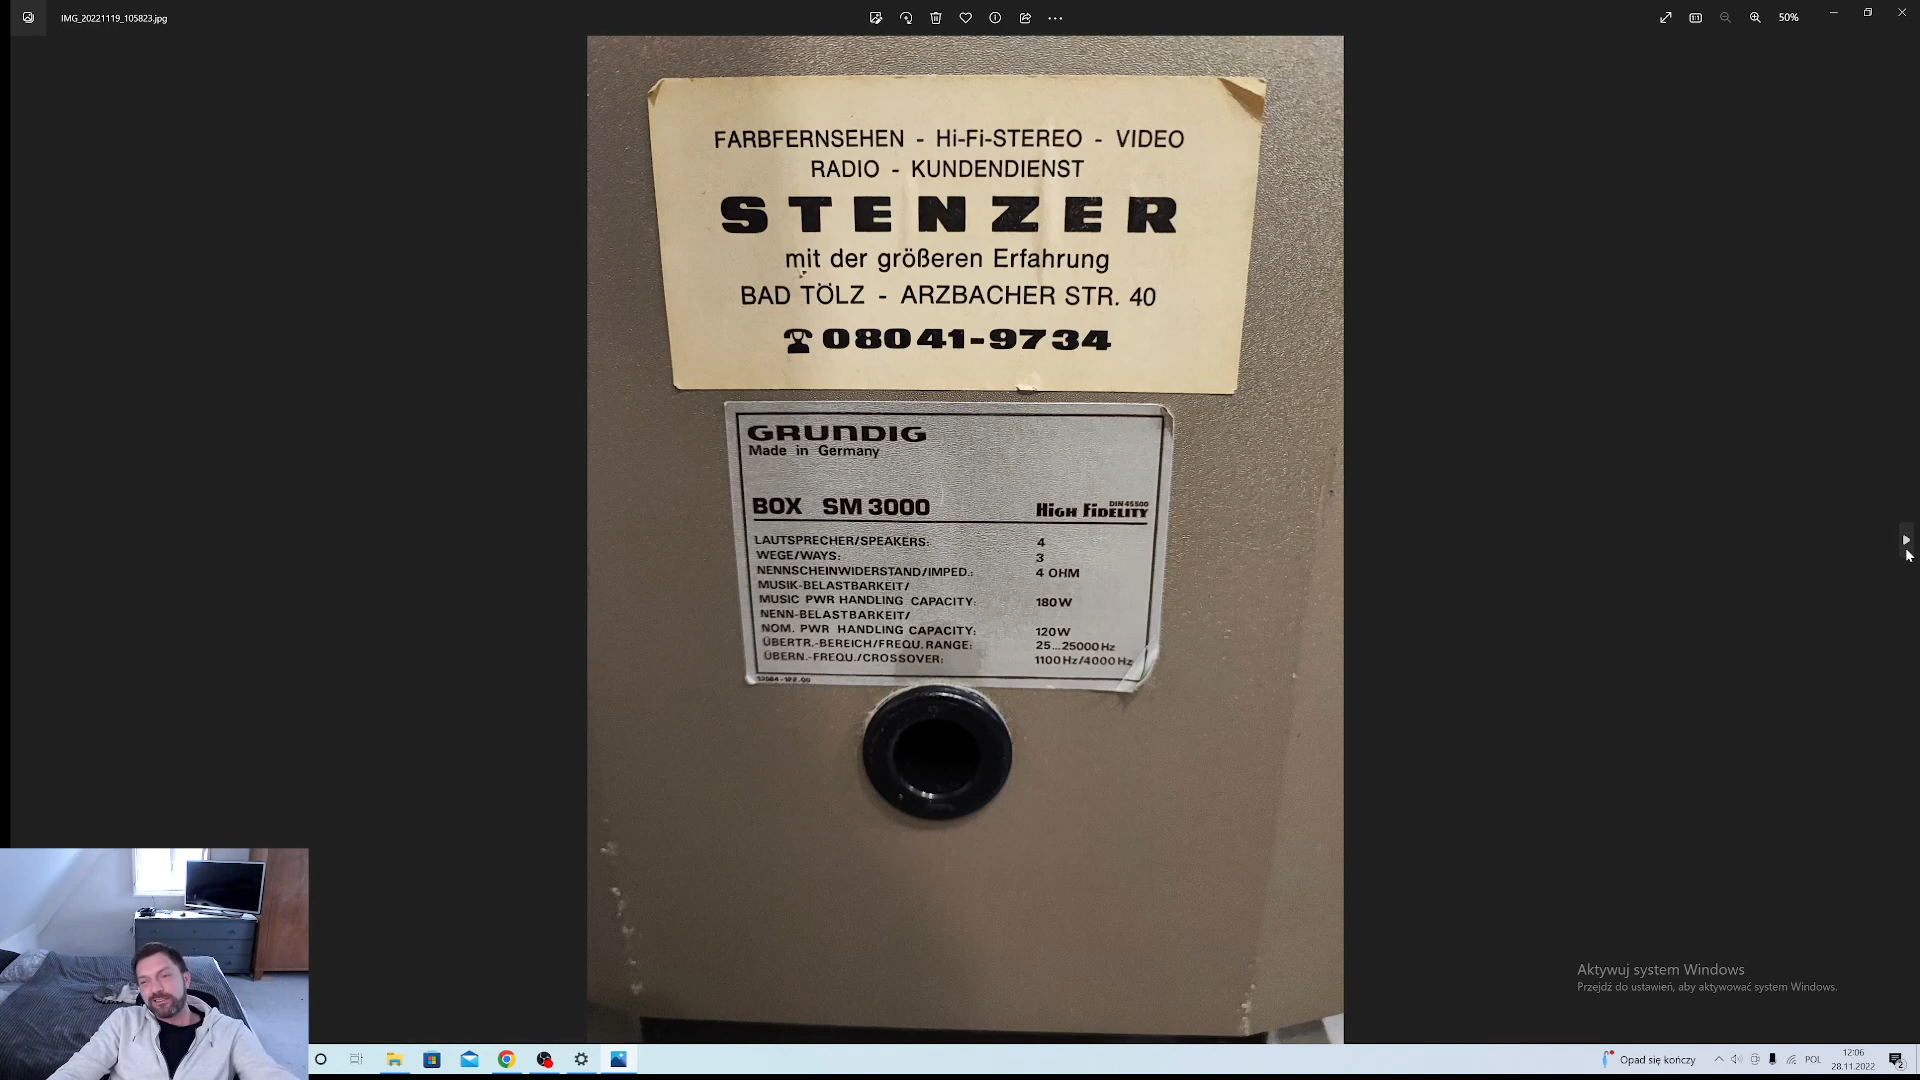 IMG_20221119_105823.jpg
50%
FARBFERNSEHEN - Hi-Fi-STEREO - VIDEO
RADIO - KUNDENDIENST
STENZER
mit der größeren Erfahrung
BAD TÖLZ - ARZBACHER STR. 40
08041-9734
GRUNDIG
Made in Germany
BOX SM 3000
DIN 45500
HIGH FIDELITY
LAUTSPRECHER/SPEAKERS: 4
WEGE/WAYS: 3
NENNSCHEINWIDERSTAND/IMPED.: 4 OHM
MUSIK-BELASTBARKEIT/
MUSIC PWR HANDLING CAPACITY: 180W
NENN-BELASTBARKEIT/
NOM. PWR HANDLING CAPACITY: 120W
ÜBERTR.-BEREICH/FREQU.RANGE: 25...25000Hz
ÜBERN.-FREQU./CROSSOVER: 1100Hz/4000Hz
Aktywuj system Windows
Przejdź do ustawień, aby aktywować system Windows.
Opad się kończy
POL
12:06
28.11.2022
2